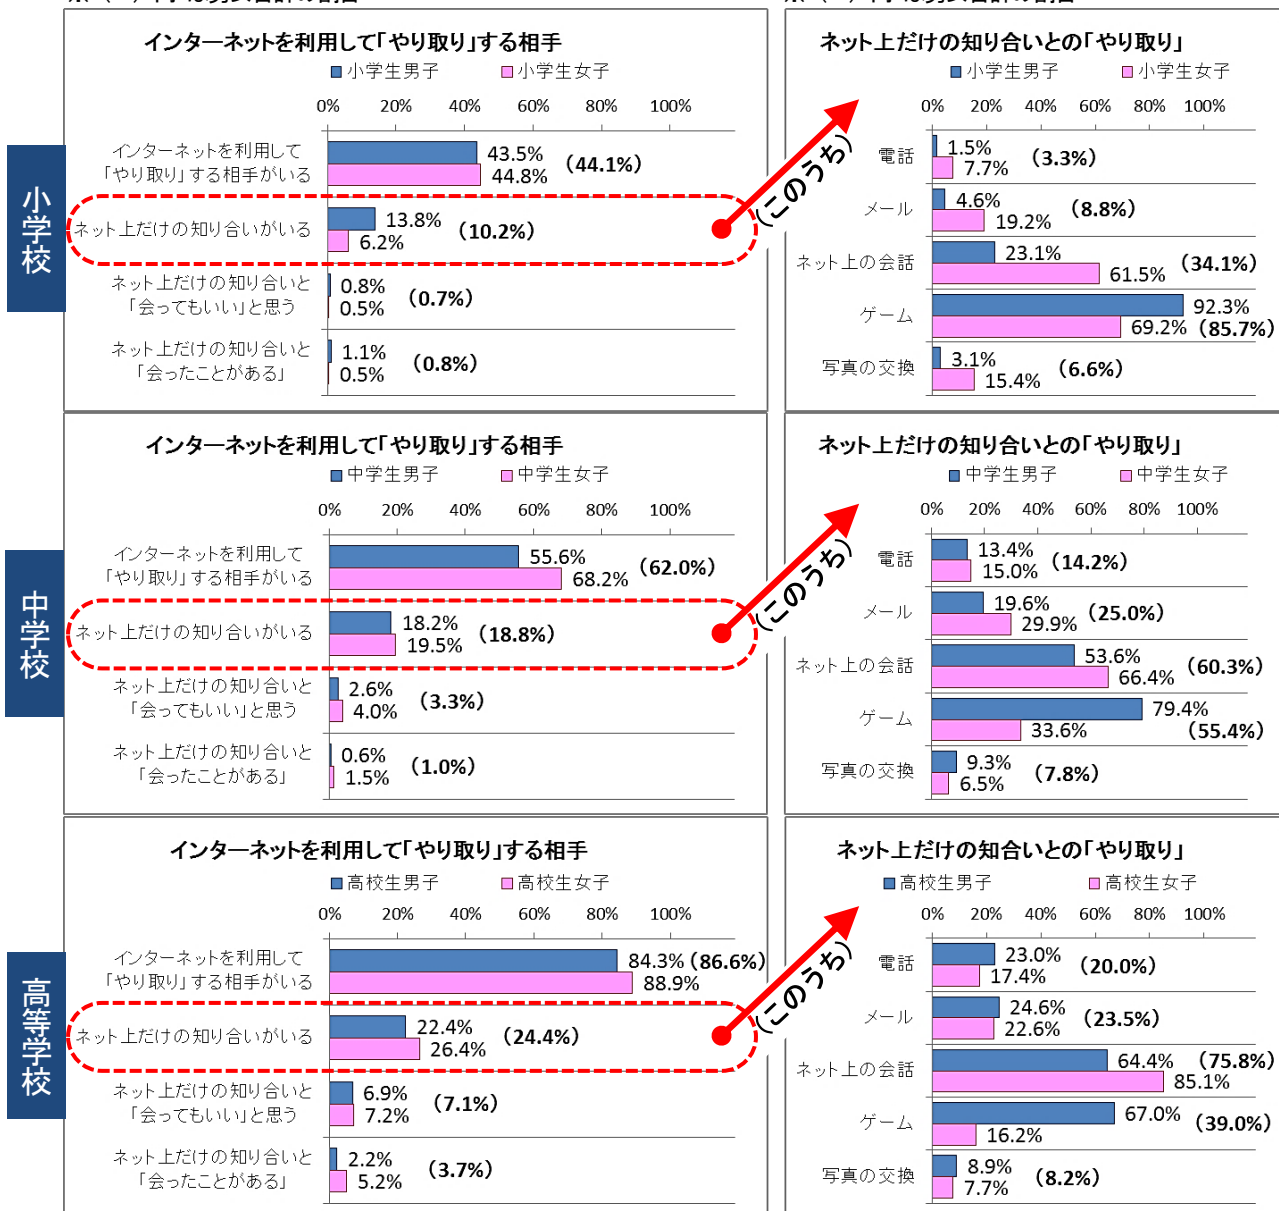 インターネットを利用して「やり取り」する相手
小学生男子 小学生女子
0% 20% 40% 60% 80% 100%
小学校
インターネットを利用して
「やり取り」する相手がいる
43.5%
44.8%
（44.1%）
ネット上だけの知り合いがいる
13.8%
6.2%
（10.2%）
ネット上だけの知り合いと
「会ってもいい」と思う
0.8%
0.5%
（0.7%）
ネット上だけの知り合いと
「会ったことがある」
1.1%
0.5%
（0.8%）
（このうち）
ネット上だけの知り合いとの「やり取り」
小学生男子 小学生女子
0% 20% 40% 60% 80% 100%
電話
1.5%
7.7%
（3.3%）
メール
4.6%
19.2%
（8.8%）
ネット上の会話
23.1%
61.5%
（34.1%）
ゲーム
92.3%
69.2%
（85.7%）
写真の交換
3.1%
15.4%
（6.6%）
インターネットを利用して「やり取り」する相手
中学生男子 中学生女子
0% 20% 40% 60% 80% 100%
中学校
インターネットを利用して
「やり取り」する相手がいる
55.6%
68.2%
（62.0%）
ネット上だけの知り合いがいる
18.2%
19.5%
（18.8%）
ネット上だけの知り合いと
「会ってもいい」と思う
2.6%
4.0%
（3.3%）
ネット上だけの知り合いと
「会ったことがある」
0.6%
1.5%
（1.0%）
（このうち）
ネット上だけの知り合いとの「やり取り」
中学生男子 中学生女子
0% 20% 40% 60% 80% 100%
電話
13.4%
15.0%
（14.2%）
メール
19.6%
29.9%
（25.0%）
ネット上の会話
53.6%
66.4%
（60.3%）
ゲーム
79.4%
33.6%
（55.4%）
写真の交換
9.3%
6.5%
（7.8%）
インターネットを利用して「やり取り」する相手
高校生男子 高校生女子
0% 20% 40% 60% 80% 100%
高等学校
インターネットを利用して
「やり取り」する相手がいる
84.3%
88.9%
（86.6%）
ネット上だけの知り合いがいる
22.4%
26.4%
（24.4%）
ネット上だけの知り合いと
「会ってもいい」と思う
6.9%
7.2%
（7.1%）
ネット上だけの知り合いと
「会ったことがある」
2.2%
5.2%
（3.7%）
（このうち）
ネット上だけの知合いとの「やり取り」
高校生男子 高校生女子
0% 20% 40% 60% 80% 100%
電話
23.0%
17.4%
（20.0%）
メール
24.6%
22.6%
（23.5%）
ネット上の会話
64.4%
85.1%
（75.8%）
ゲーム
67.0%
16.2%
（39.0%）
写真の交換
8.9%
7.7%
（8.2%）